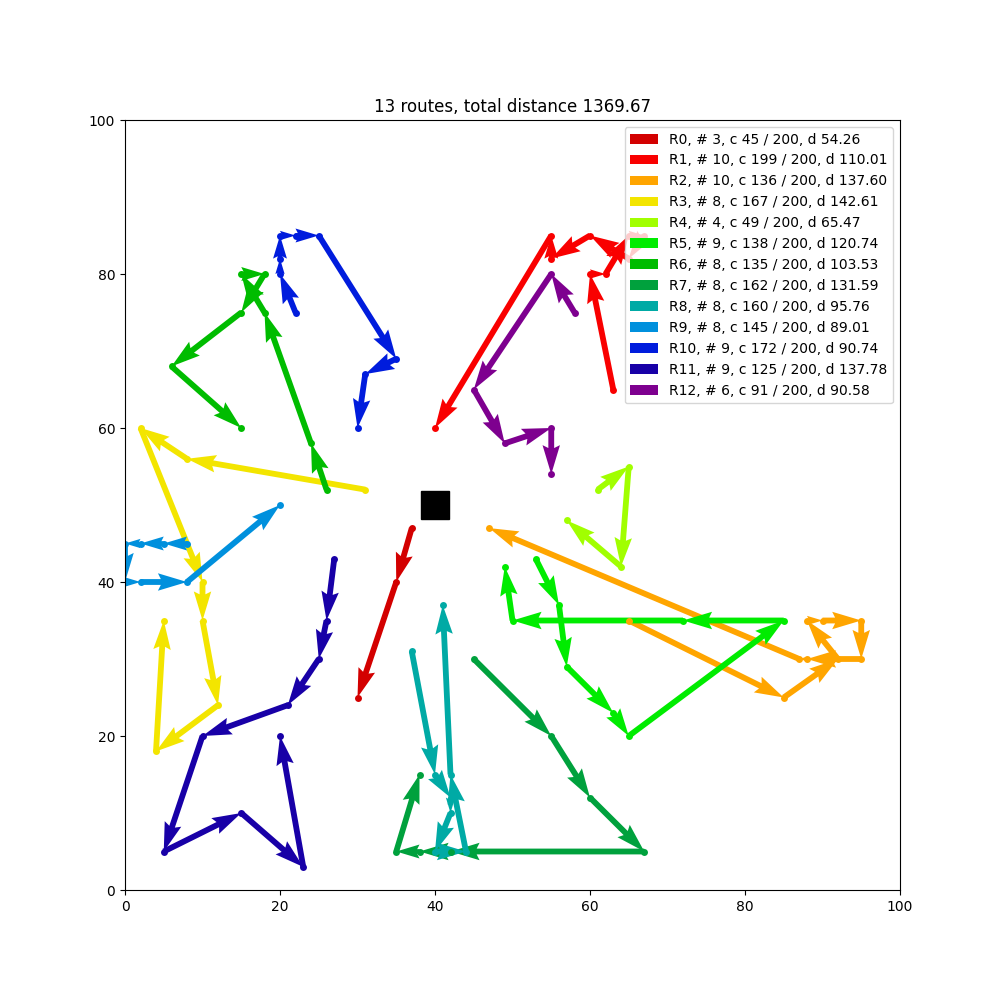 13 routes, total distance 1369.67
R0, # 3, c 45 / 200, d 54.26
R1, # 10, c 199 / 200, d 110.01
R2, # 10, c 136 / 200, d 137.60
R3, # 8, c 167 / 200, d 142.61
R4, # 4, c 49 / 200, d 65.47
R5, # 9, c 138 / 200, d 120.74
R6, # 8, c 135 / 200, d 103.53
R7, # 8, c 162 / 200, d 131.59
R8, # 8, c 160 / 200, d 95.76
R9, # 8, c 145 / 200, d 89.01
R10, # 9, c 172 / 200, d 90.74
R11, # 9, c 125 / 200, d 137.78
R12, # 6, c 91 / 200, d 90.58
100
80
60
40
20
0
0 20 40 60 80 100